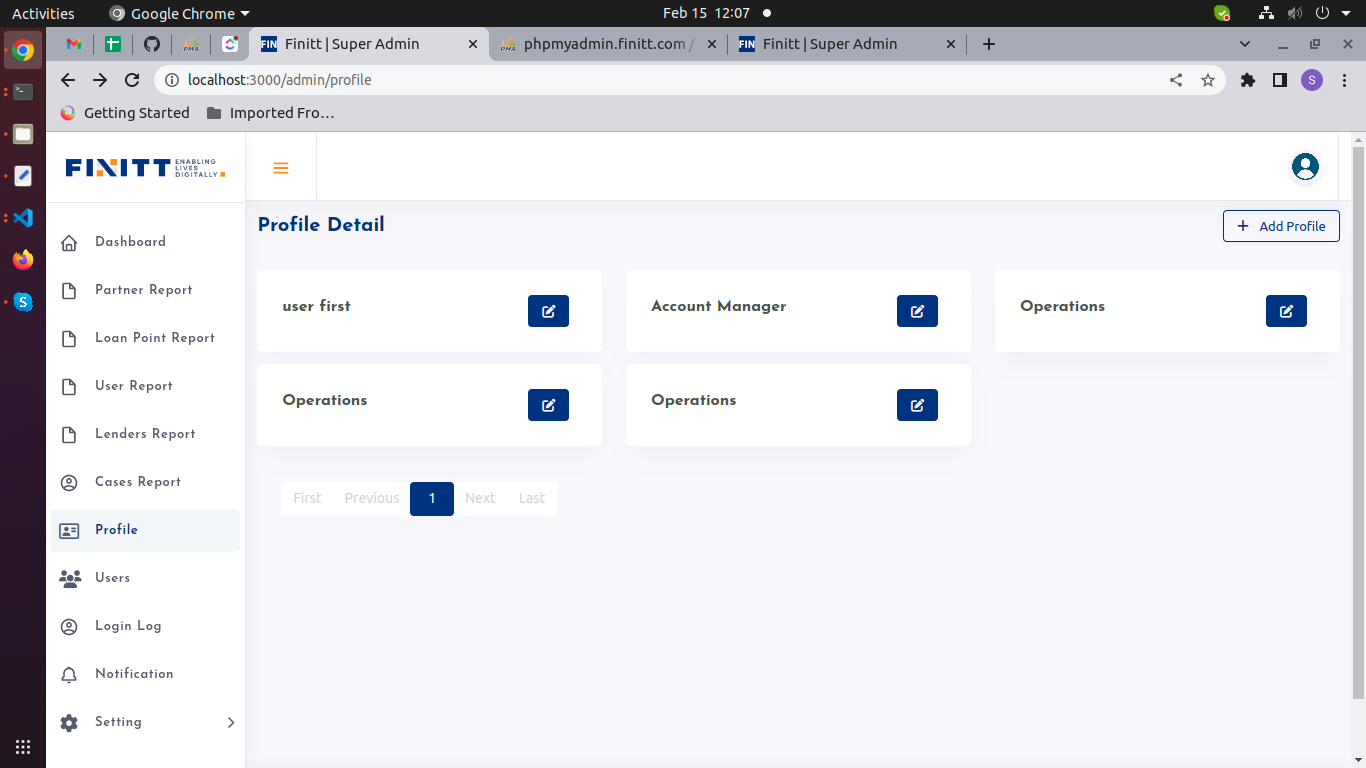 Activities Google Chrome Feb 15 12:07
Finitt | Super Admin phpmyadmin.finitt.com / Finitt | Super Admin
localhost:3000/admin/profile S
Getting Started Imported Fro…
FINITT ENABLING LIVES DIGITALLY
Profile Detail + Add Profile
Dashboard
Partner Report
Loan Point Report
User Report
Lenders Report
Cases Report
Profile
Users
Login Log
Notification
Setting
user first Account Manager Operations
Operations Operations
First Previous 1 Next Last